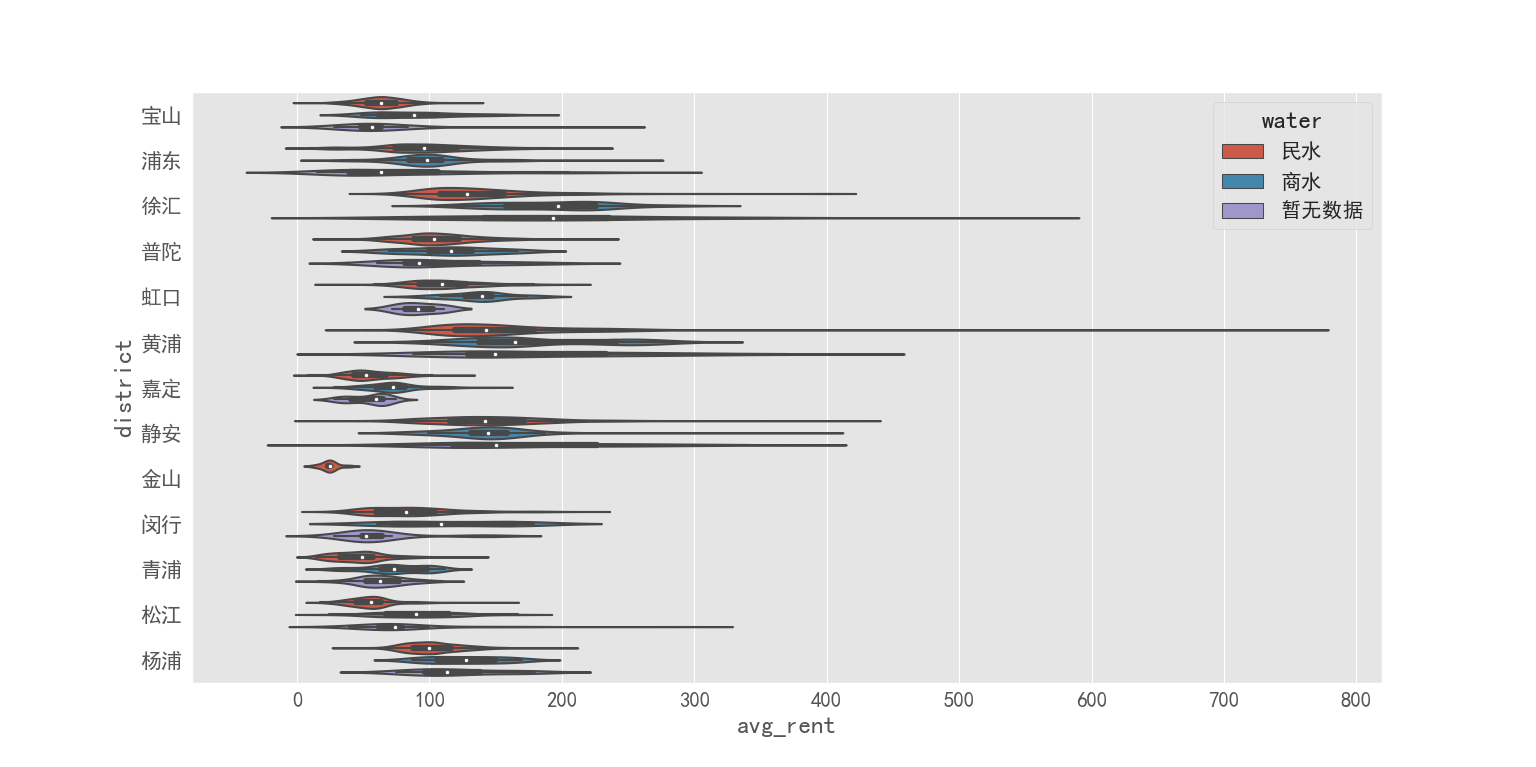 water
民水
商水
暂无数据
宝山
浦东
徐汇
普陀
虹口
黄浦
嘉定
静安
金山
闵行
青浦
松江
杨浦
district
0 100 200 300 400 500 600 700 800
avg_rent